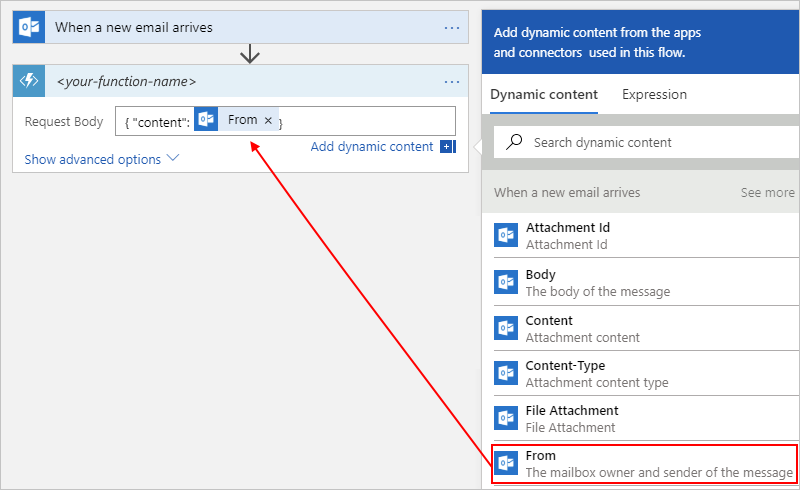 When a new email arrives
<your-function-name>
Request Body
{ "content": From × }
Add dynamic content
Show advanced options
Add dynamic content from the apps
and connectors used in this flow.
Dynamic content
Expression
Search dynamic content
When a new email arrives
See more
Attachment Id
Attachment Id
Body
The body of the message
Content
Attachment content
Content-Type
Attachment content type
File Attachment
File Attachment
From
The mailbox owner and sender of the message